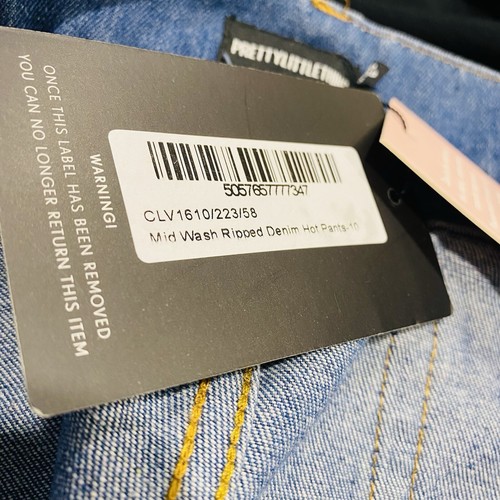 PRETTYLITTLETH
WARNING!
ONCE THIS LABEL HAS BEEN REMOVED
YOU CAN NO LONGER RETURN THIS ITEM
5057657777347
CLV1610/223/58
Mid Wash Ripped Denim Hot Pants-10